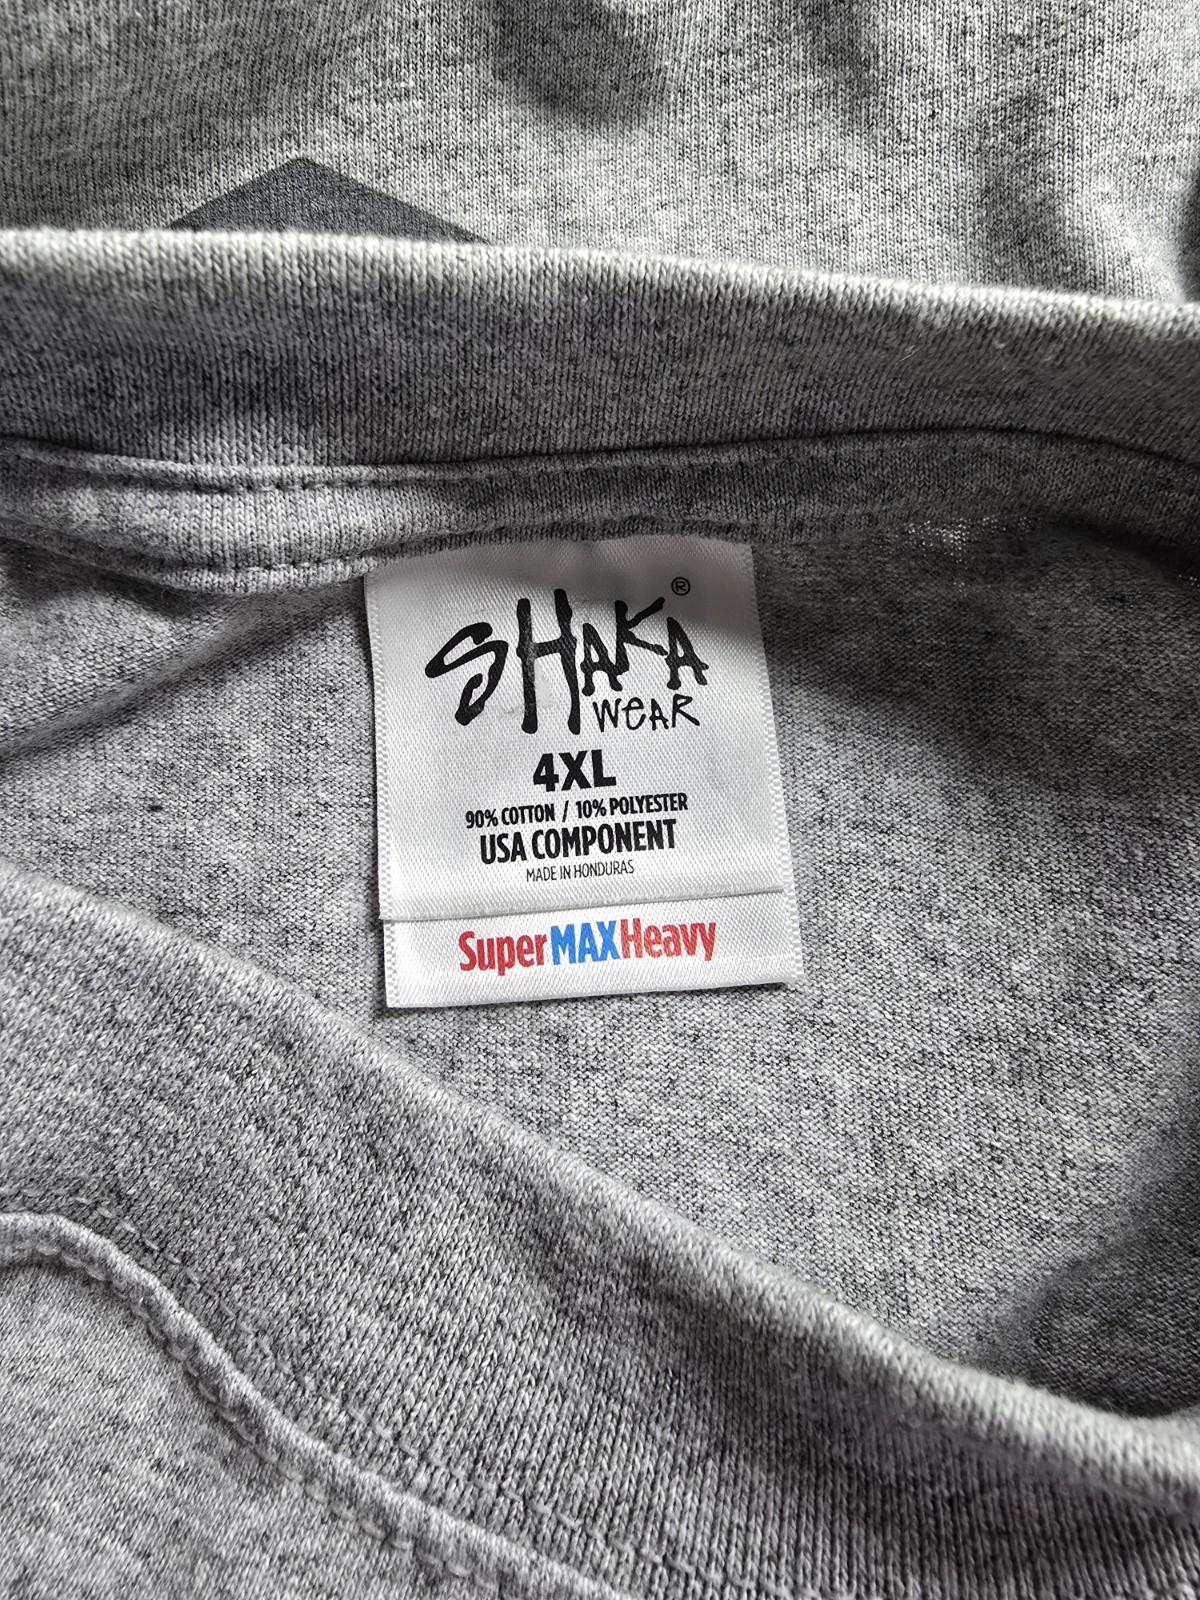 SHAKA®
WEAR
4XL
90% COTTON / 10% POLYESTER
USA COMPONENT
MADE IN HONDURAS
SuperMAXHeavy